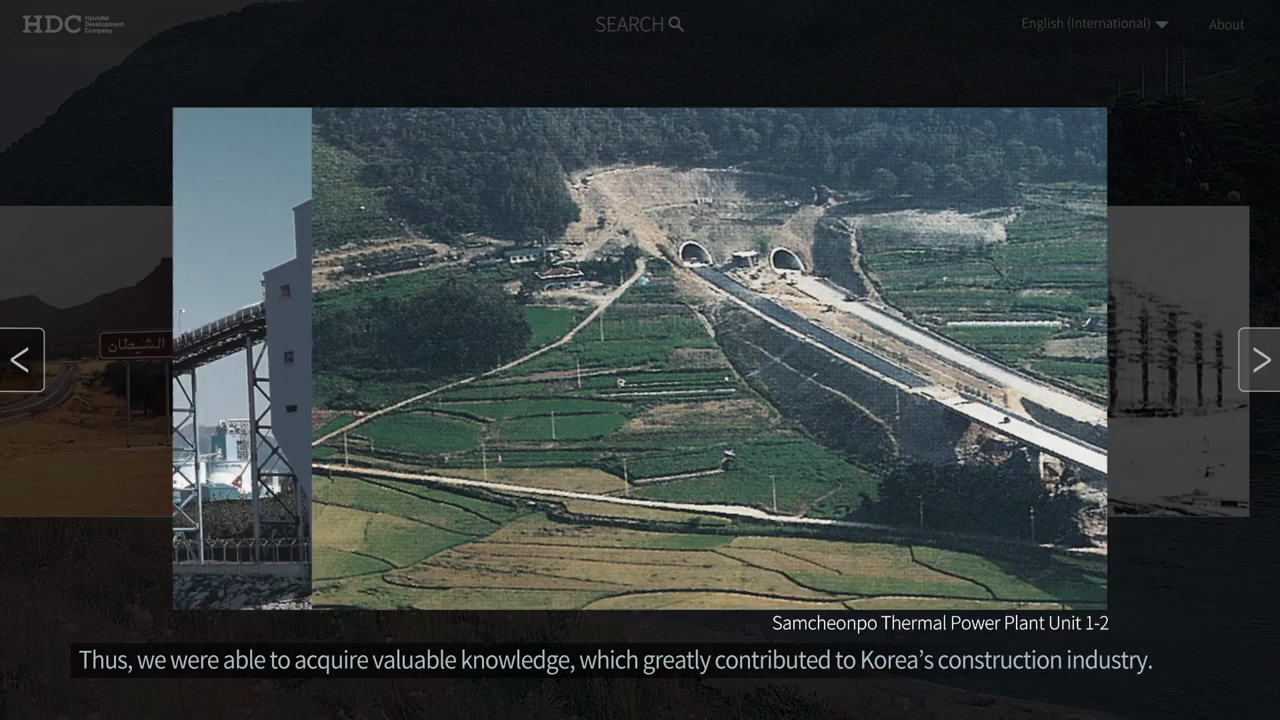 HDC
Hyundai
Development
Company
SEARCH
English (International)
About
الشيطان
Samcheonpo Thermal Power Plant Unit 1-2
Thus, we were able to acquire valuable knowledge, which greatly contributed to Korea’s construction industry.